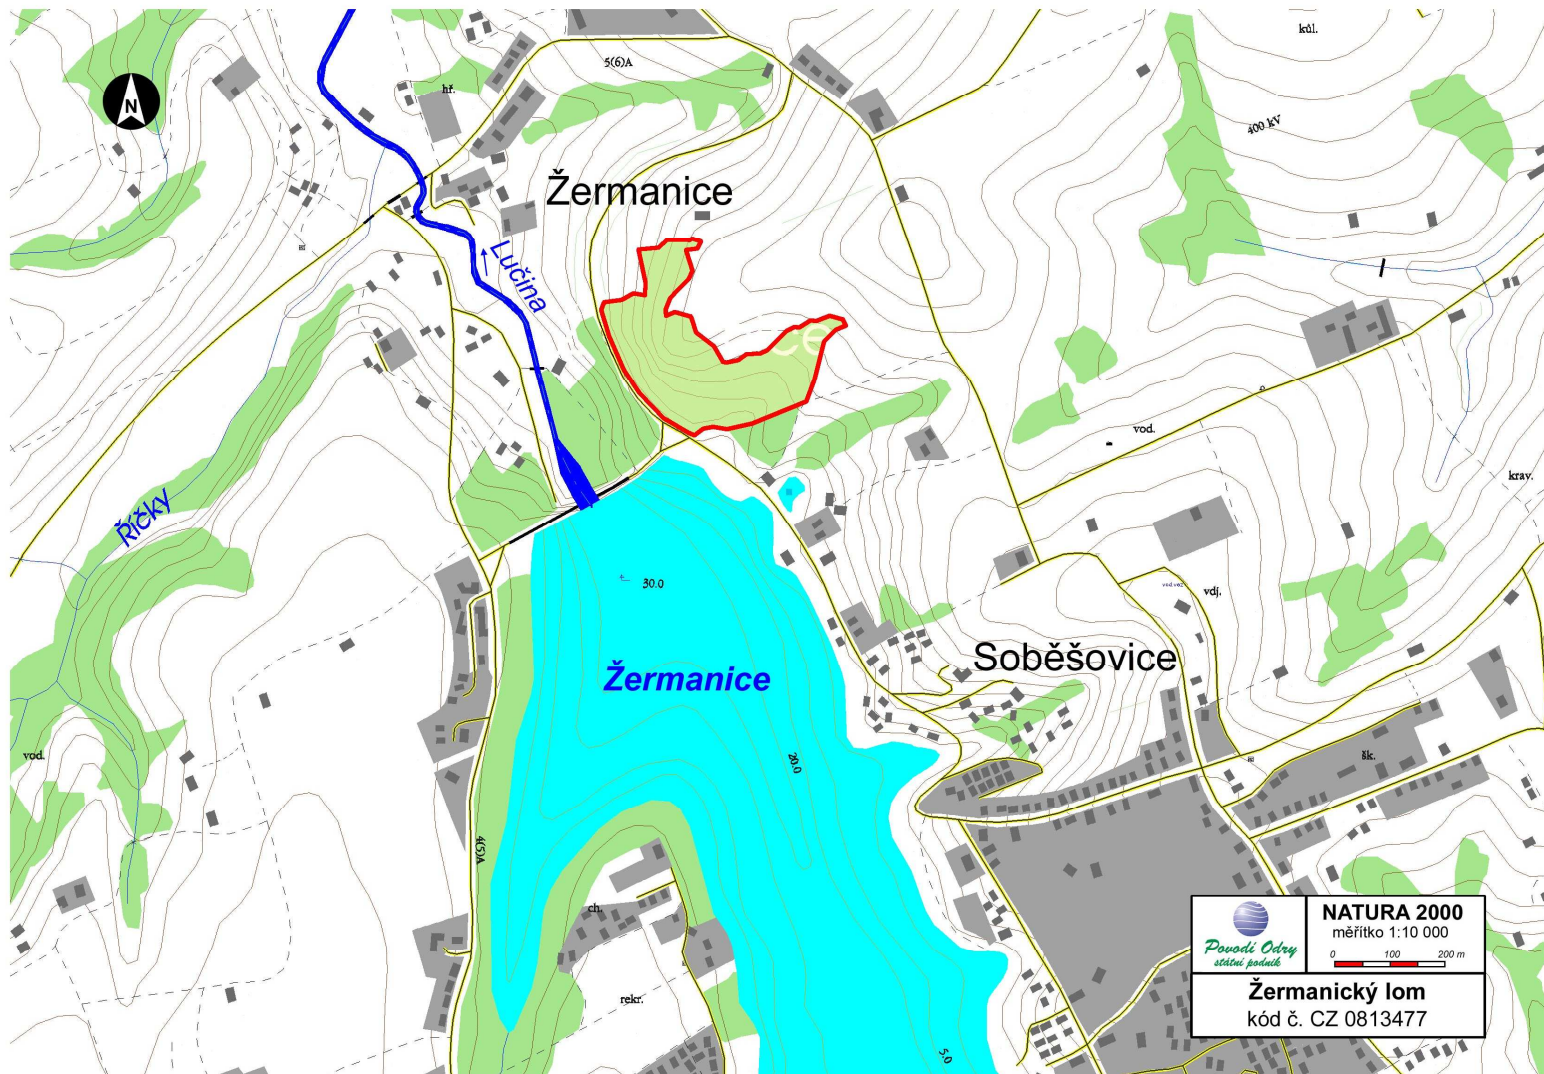 kůl.
5(6)A
hř.
N
400 kV
Žermanice
Lučina
ce
vod.
krav.
Říčky
30.0
vdj.
Soběšovice
Žermanice
vod.
20.0
šk.
4(5)A
ch.
rekr.
5.0
NATURA 2000
měřítko 1:10 000
0 100 200 m
Povodí Odry
státní podnik
Žermanický lom
kód č. CZ 0813477